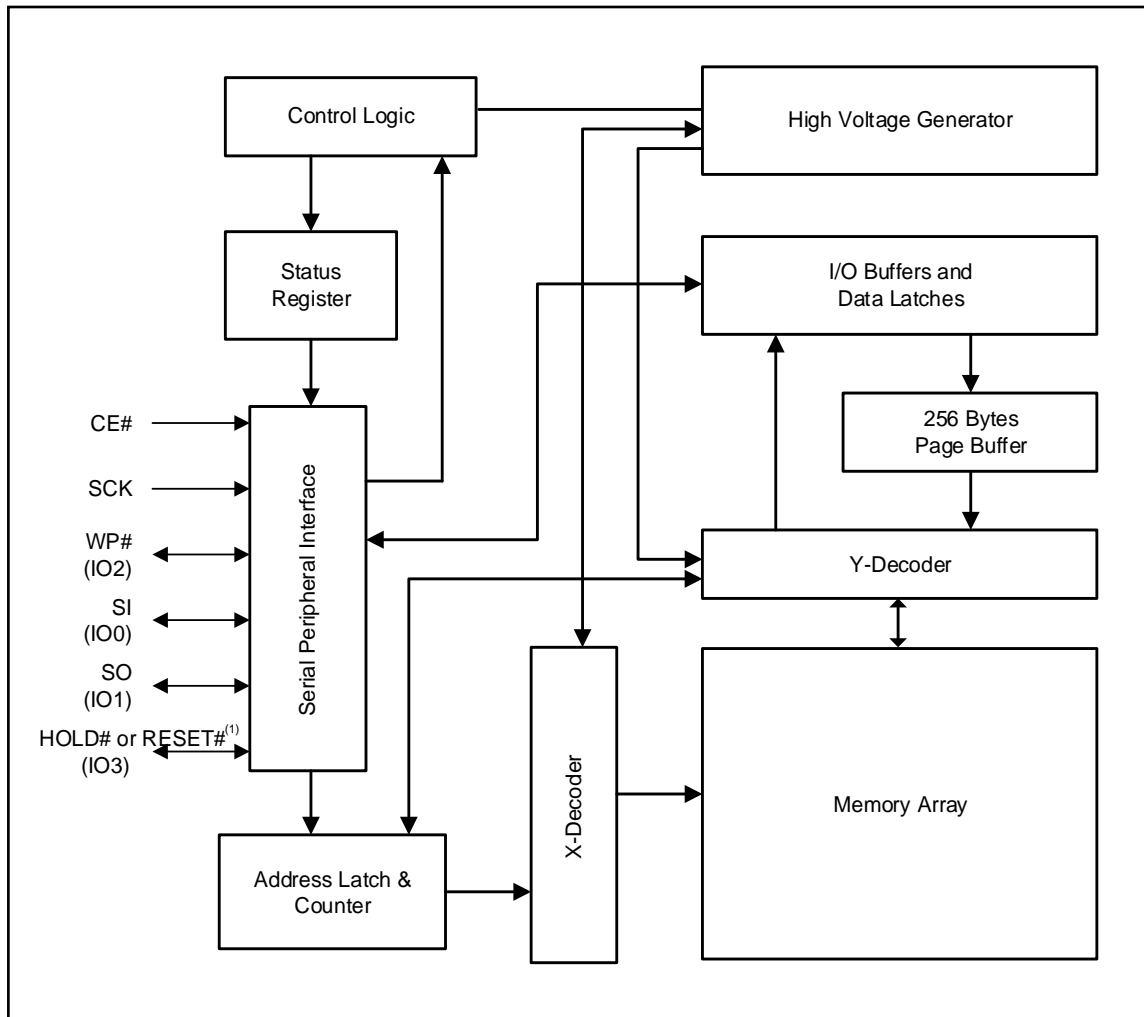 Control Logic
High Voltage Generator
Status
Register
I/O Buffers and
Data Latches
256 Bytes
Page Buffer
CE#
SCK
WP#
(IO2)
SI
(IO0)
SO
(IO1)
HOLD# or RESET#(1)
(IO3)
Serial Peripheral Interface
Y-Decoder
X-Decoder
Memory Array
Address Latch &
Counter